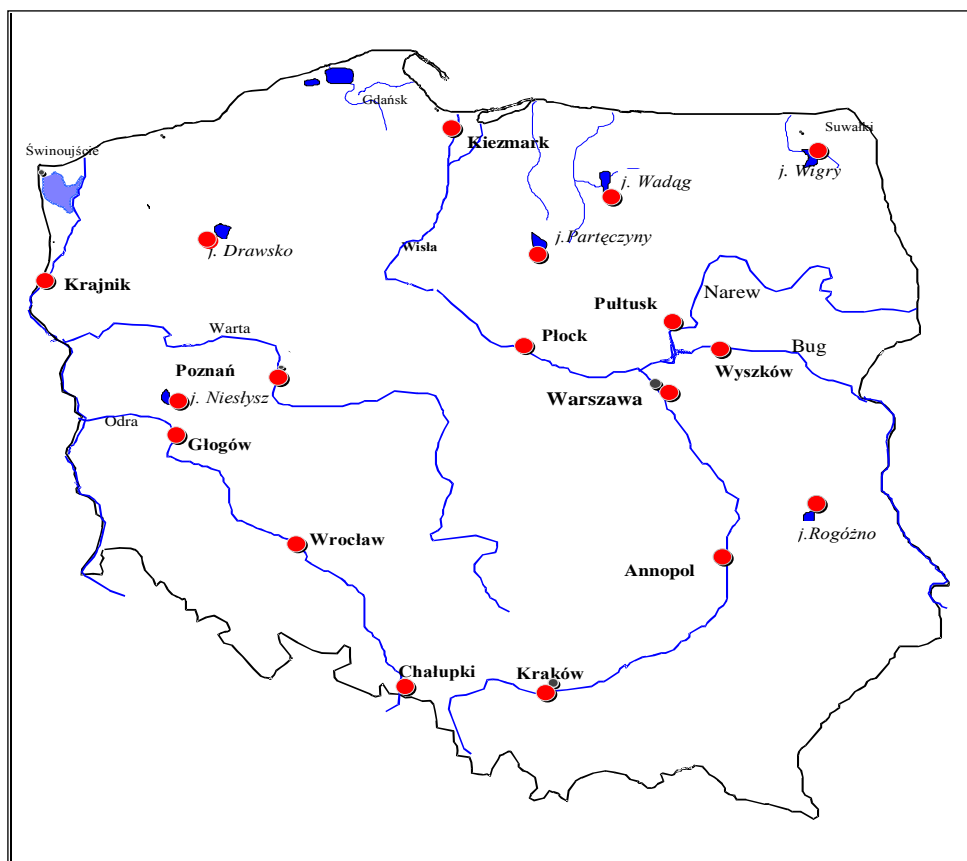 Gdańsk
Suwałki
Kiezmark
Świnoujście
j. Wigry
j. Wadąg
j.Partęczyny
j. Drawsko
Wisła
Krajnik
Narew
Pułtusk
Warta
Płock
Bug
Wyszków
Poznań
j. Niesłysz
Warszawa
Odra
Głogów
j.Rogóżno
Wrocław
Annopol
Chałupki
Kraków